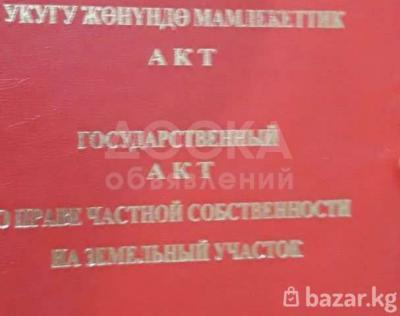 УКУГУ ЖӨНҮНДӨ МАМЛЕКЕТТИК
АКТ
ГОСУДАРСТВЕННЫЙ
АКТ
О ПРАВЕ ЧАСТНОЙ СОБСТВЕННОСТИ
НА ЗЕМЕЛЬНЫЙ УЧАСТОК
ДОСКА
объявлений
bazar.kg